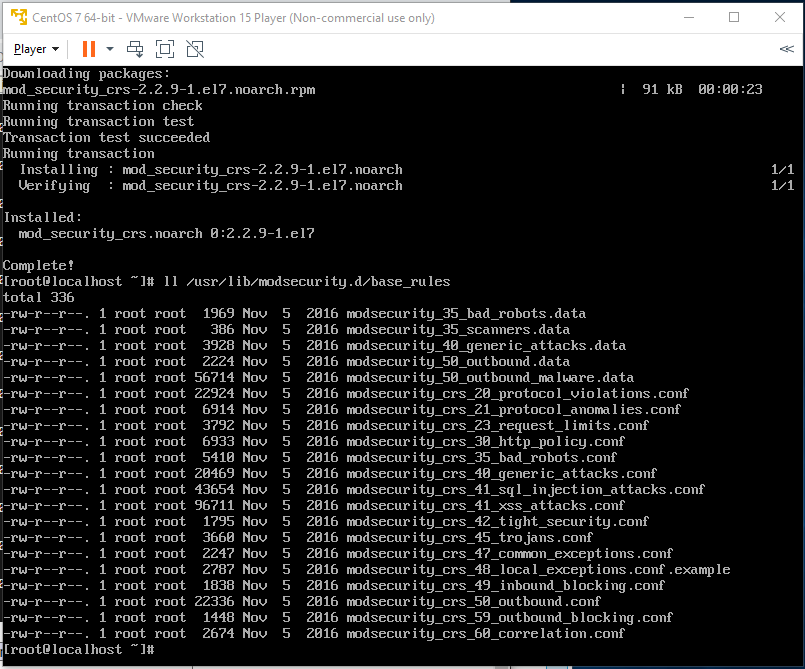 CentOS 7 64-bit - VMware Workstation 15 Player (Non-commercial use only)
Player
Downloading packages:
mod_security_crs-2.2.9-1.el7.noarch.rpm | 91 kB 00:00:23
Running transaction check
Running transaction test
Transaction test succeeded
Running transaction
Installing : mod_security_crs-2.2.9-1.el7.noarch 1/1
Verifying : mod_security_crs-2.2.9-1.el7.noarch 1/1
Installed:
mod_security_crs.noarch 0:2.2.9-1.el7
Complete!
[root@localhost ~]# ll /usr/lib/modsecurity.d/base_rules
total 336
-rw-r--r--. 1 root root 1969 Nov 5 2016 modsecurity_35_bad_robots.data
-rw-r--r--. 1 root root 386 Nov 5 2016 modsecurity_35_scanners.data
-rw-r--r--. 1 root root 3928 Nov 5 2016 modsecurity_40_generic_attacks.data
-rw-r--r--. 1 root root 2224 Nov 5 2016 modsecurity_50_outbound.data
-rw-r--r--. 1 root root 56714 Nov 5 2016 modsecurity_50_outbound_malware.data
-rw-r--r--. 1 root root 22924 Nov 5 2016 modsecurity_crs_20_protocol_violations.conf
-rw-r--r--. 1 root root 6914 Nov 5 2016 modsecurity_crs_21_protocol_anomalies.conf
-rw-r--r--. 1 root root 3792 Nov 5 2016 modsecurity_crs_23_request_limits.conf
-rw-r--r--. 1 root root 6933 Nov 5 2016 modsecurity_crs_30_http_policy.conf
-rw-r--r--. 1 root root 5410 Nov 5 2016 modsecurity_crs_35_bad_robots.conf
-rw-r--r--. 1 root root 20469 Nov 5 2016 modsecurity_crs_40_generic_attacks.conf
-rw-r--r--. 1 root root 43654 Nov 5 2016 modsecurity_crs_41_sql_injection_attacks.conf
-rw-r--r--. 1 root root 96711 Nov 5 2016 modsecurity_crs_41_xss_attacks.conf
-rw-r--r--. 1 root root 1795 Nov 5 2016 modsecurity_crs_42_tight_security.conf
-rw-r--r--. 1 root root 3660 Nov 5 2016 modsecurity_crs_45_trojans.conf
-rw-r--r--. 1 root root 2247 Nov 5 2016 modsecurity_crs_47_common_exceptions.conf
-rw-r--r--. 1 root root 2787 Nov 5 2016 modsecurity_crs_48_local_exceptions.conf.example
-rw-r--r--. 1 root root 1838 Nov 5 2016 modsecurity_crs_49_inbound_blocking.conf
-rw-r--r--. 1 root root 22336 Nov 5 2016 modsecurity_crs_50_outbound.conf
-rw-r--r--. 1 root root 1448 Nov 5 2016 modsecurity_crs_59_outbound_blocking.conf
-rw-r--r--. 1 root root 2674 Nov 5 2016 modsecurity_crs_60_correlation.conf
[root@localhost ~]#